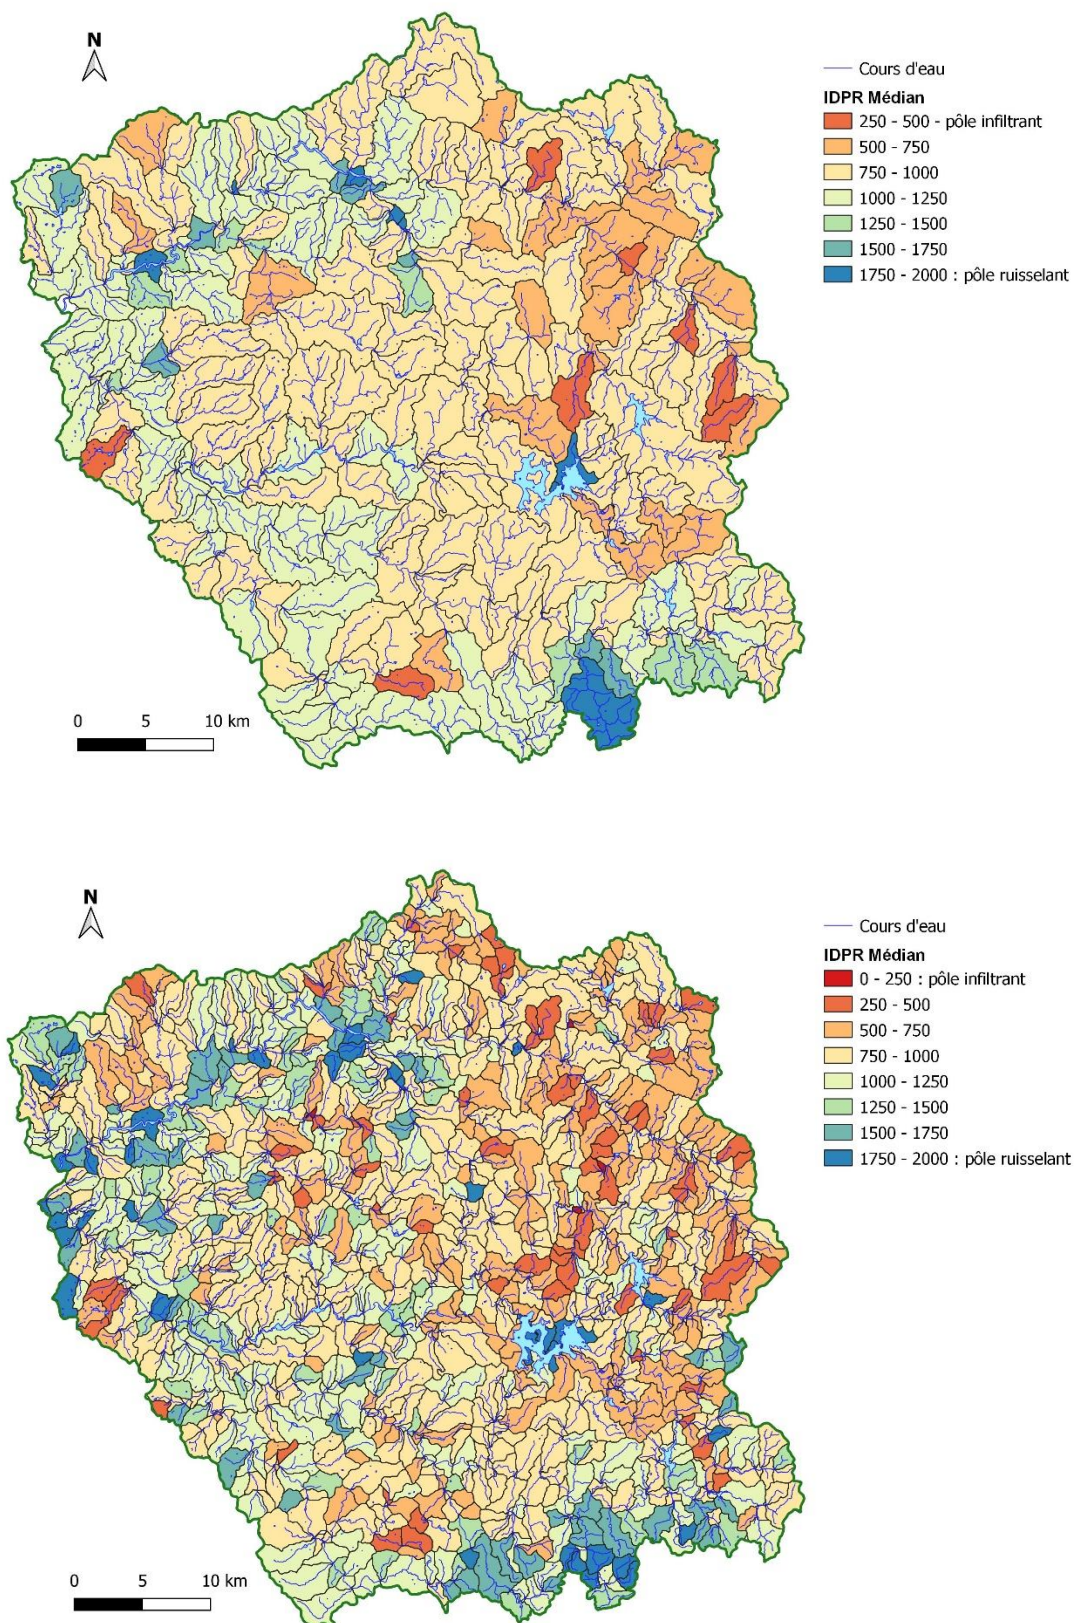 N
Cours d'eau
IDPR Médian
250 - 500 - pôle infiltrant
500 - 750
750 - 1000
1000 - 1250
1250 - 1500
1500 - 1750
1750 - 2000 : pôle ruisselant
0 5 10 km
N
Cours d'eau
IDPR Médian
0 - 250 : pôle infiltrant
250 - 500
500 - 750
750 - 1000
1000 - 1250
1250 - 1500
1500 - 1750
1750 - 2000 : pôle ruisselant
0 5 10 km